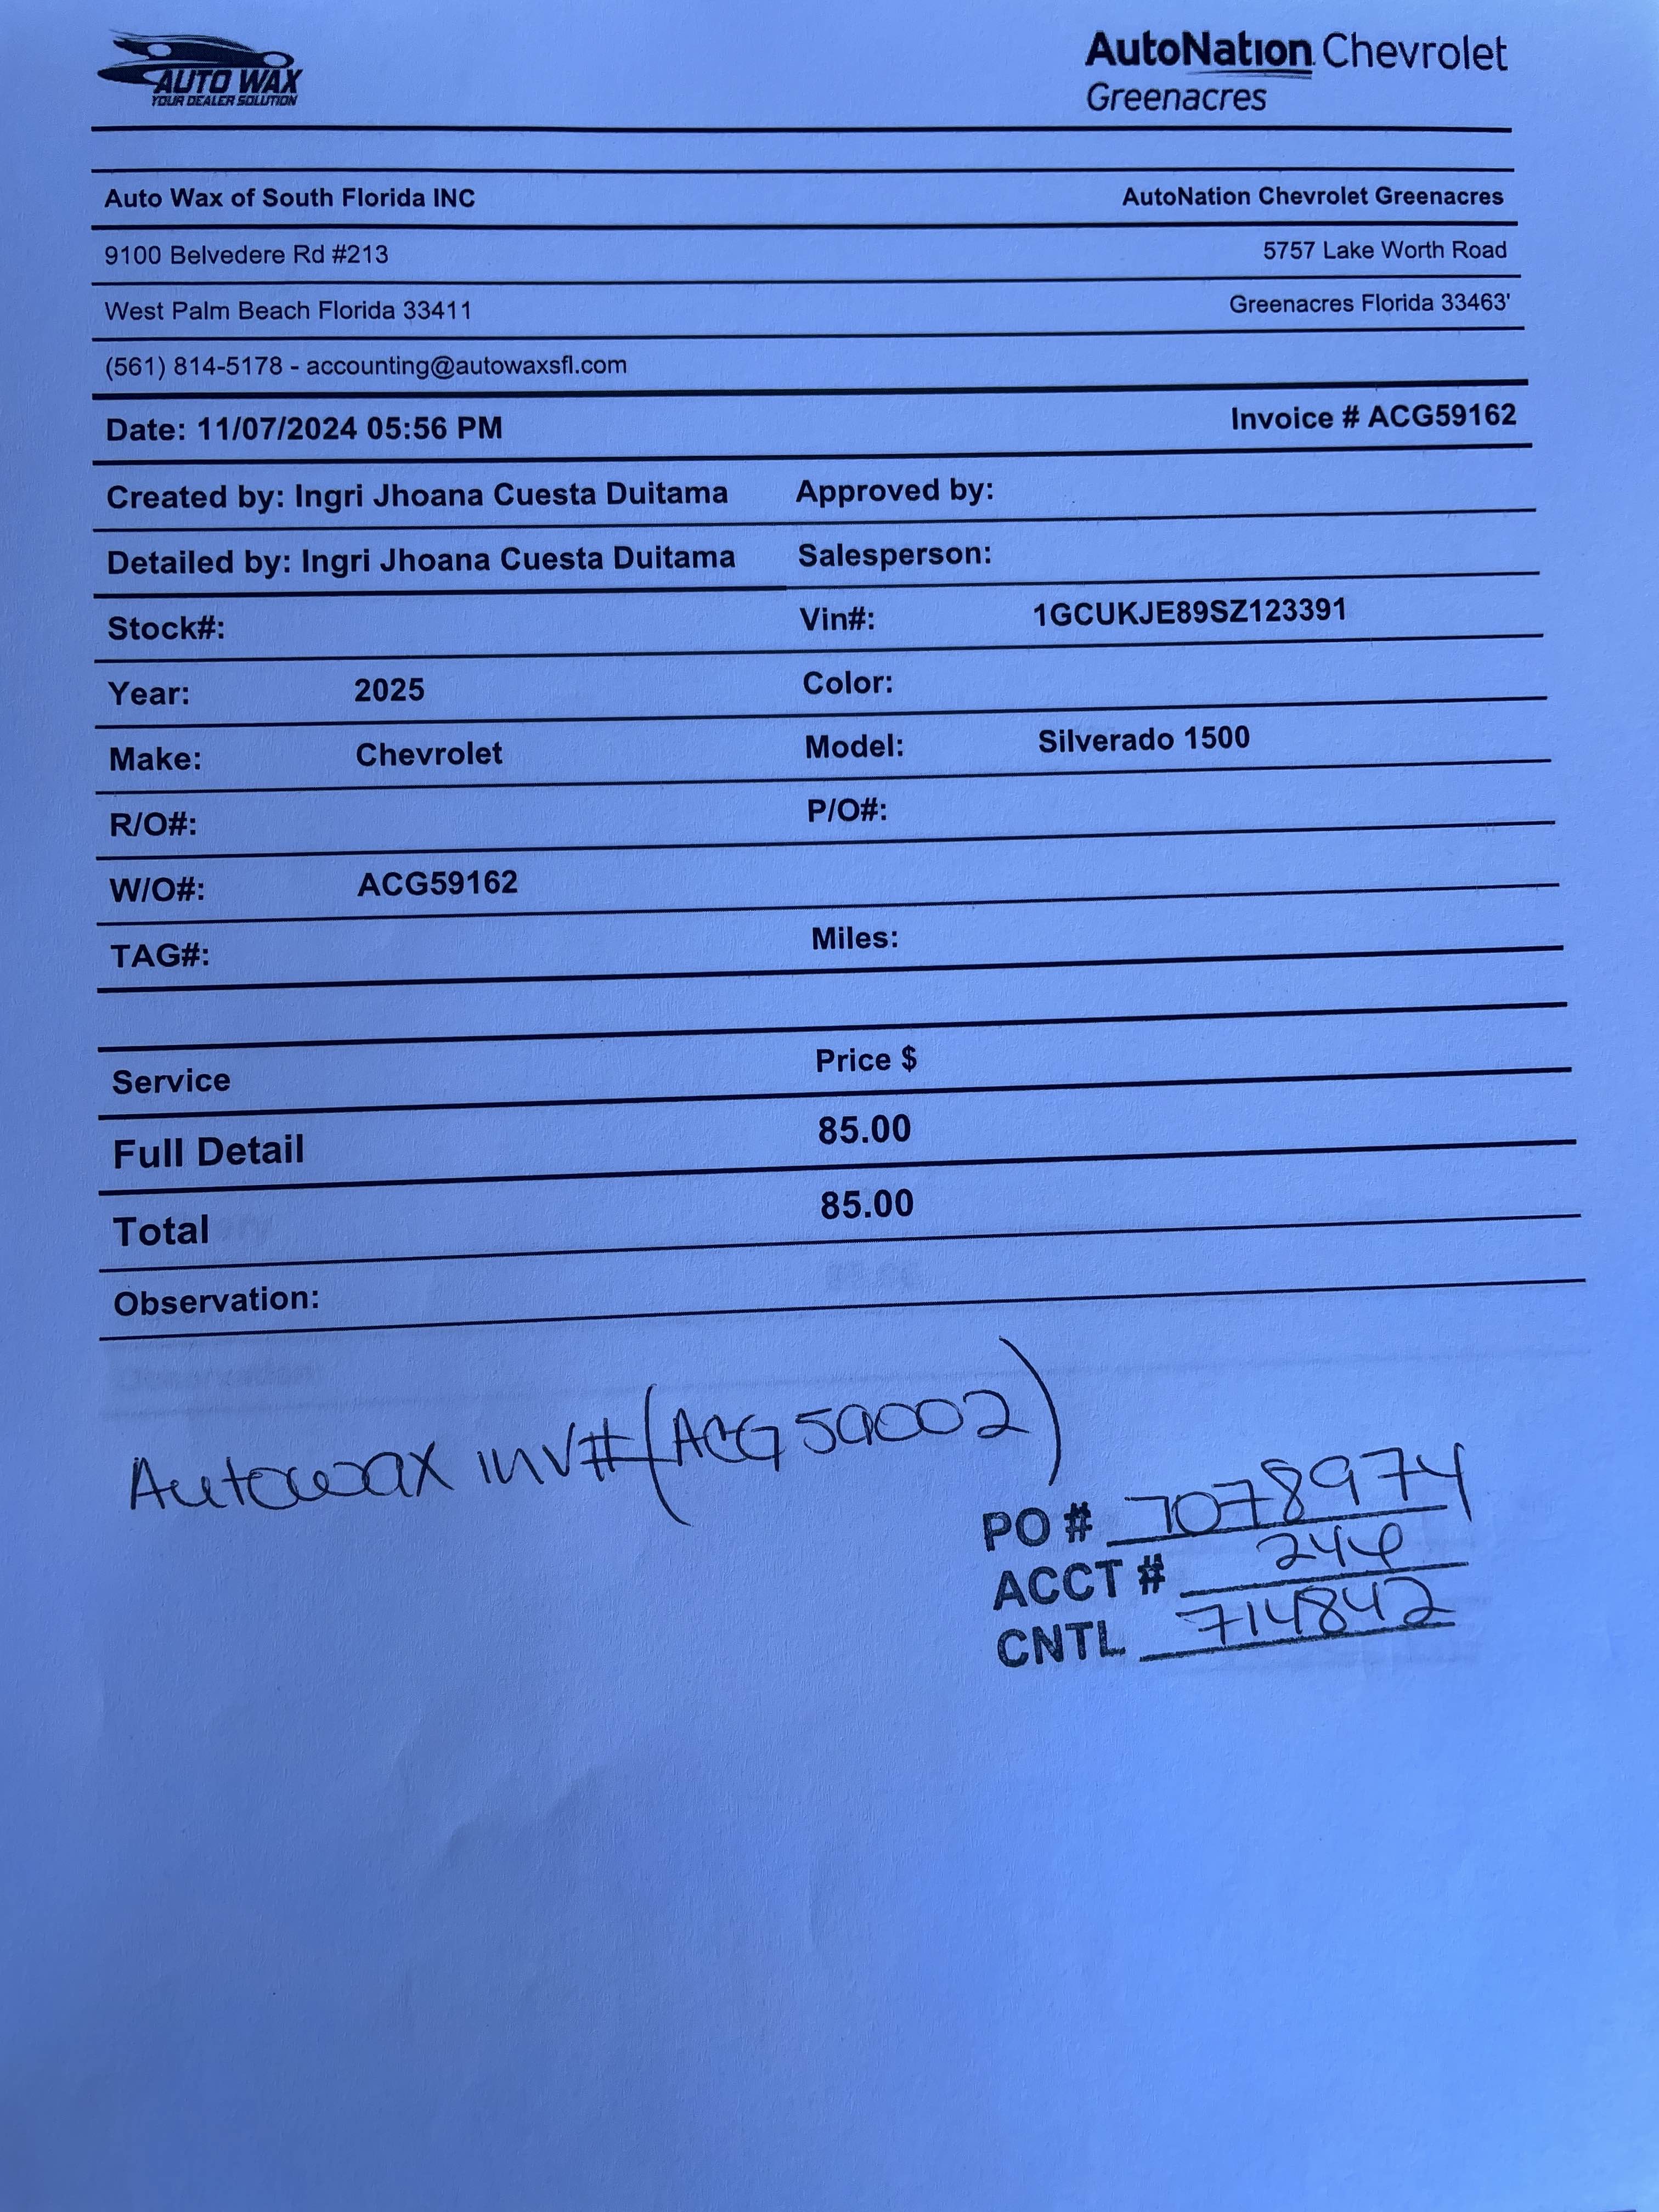 AUTO WAX
YOUR DEALER SOLUTION
AutoNation Chevrolet
Greenacres
Auto Wax of South Florida INC AutoNation Chevrolet Greenacres
9100 Belvedere Rd #213 5757 Lake Worth Road
West Palm Beach Florida 33411 Greenacres Florida 33463'
(561) 814-5178 - accounting@autowaxsfl.com
Date: 11/07/2024 05:56 PM Invoice # ACG59162
Created by: Ingri Jhoana Cuesta Duitama Approved by:
Detailed by: Ingri Jhoana Cuesta Duitama Salesperson:
Stock#: Vin#: 1GCUKJE89SZ123391
Year: 2025 Color:
Make: Chevrolet Model: Silverado 1500
R/O#: P/O#:
W/O#: ACG59162
TAG#: Miles:
Service Price $
Full Detail 85.00
Total 85.00
Observation:
Autowax inv# (ACG59002)
PO # 7078974
ACCT # 
CNTL 714842